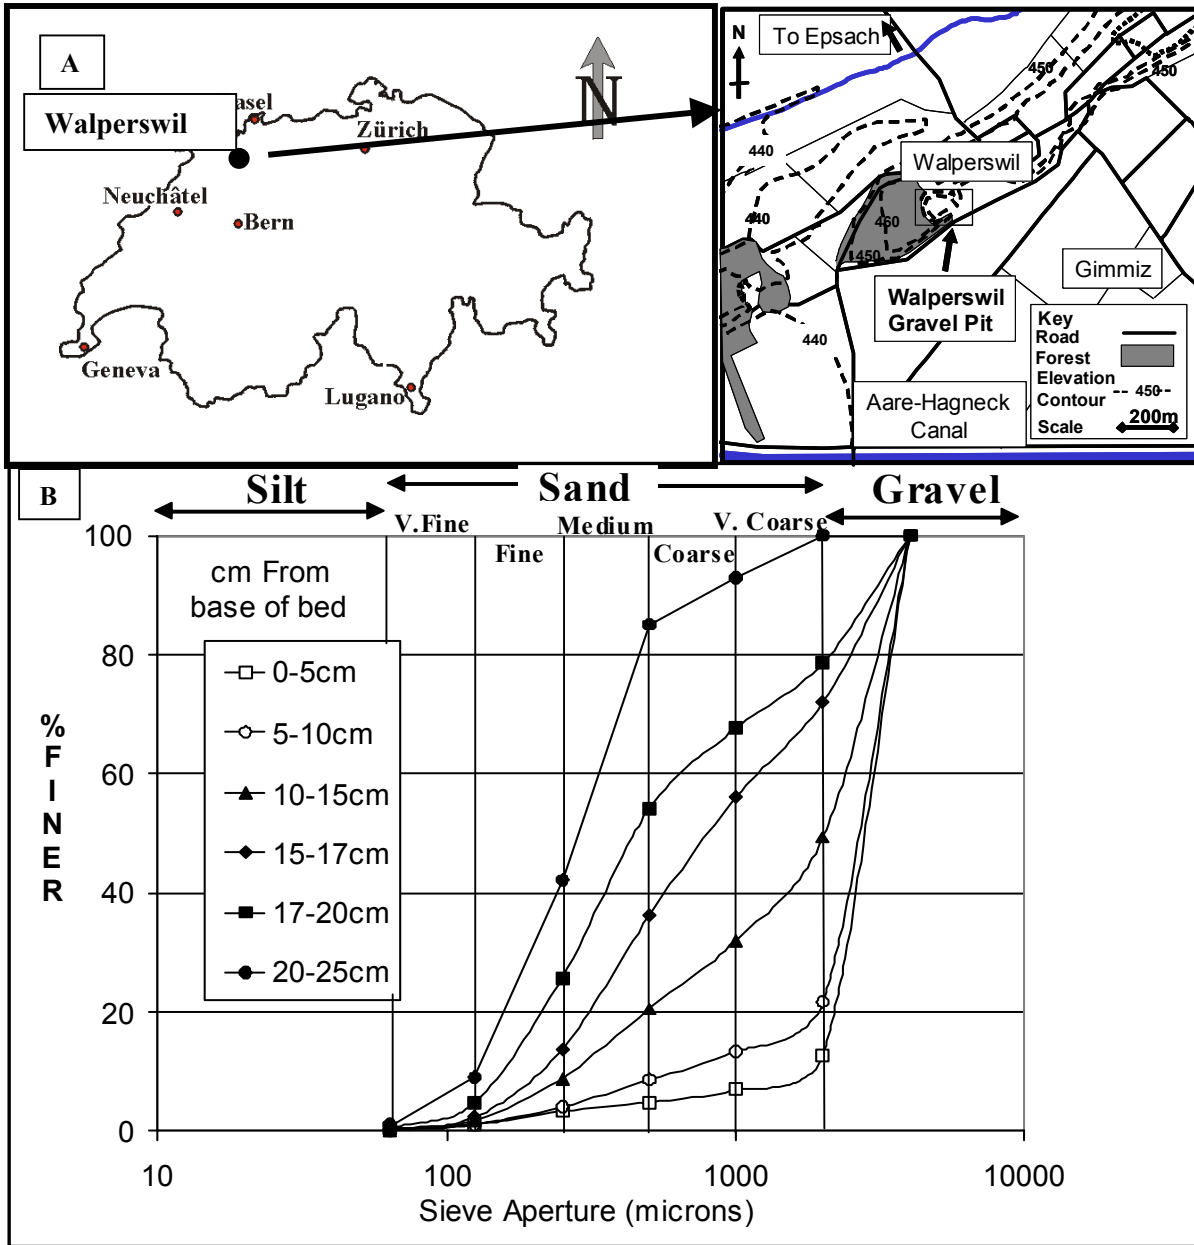 A
Walperswil
asel
Zürich
N
Neuchâtel
Bern
Geneva
Lugano
N
To Epsach
450
450
440
Walperswil
440
460
450
Gimmiz
Walperswil
Gravel Pit
440
Key
Road
Forest
Elevation
Contour
450
Scale
200m
Aare-Hagneck
Canal
B
Silt
Sand
Gravel
V.Fine
Fine
Medium
Coarse
V. Coarse
100
80
60
40
20
0
% FINER
cm From
base of bed
0-5cm
5-10cm
10-15cm
15-17cm
17-20cm
20-25cm
10
100
1000
10000
Sieve Aperture (microns)